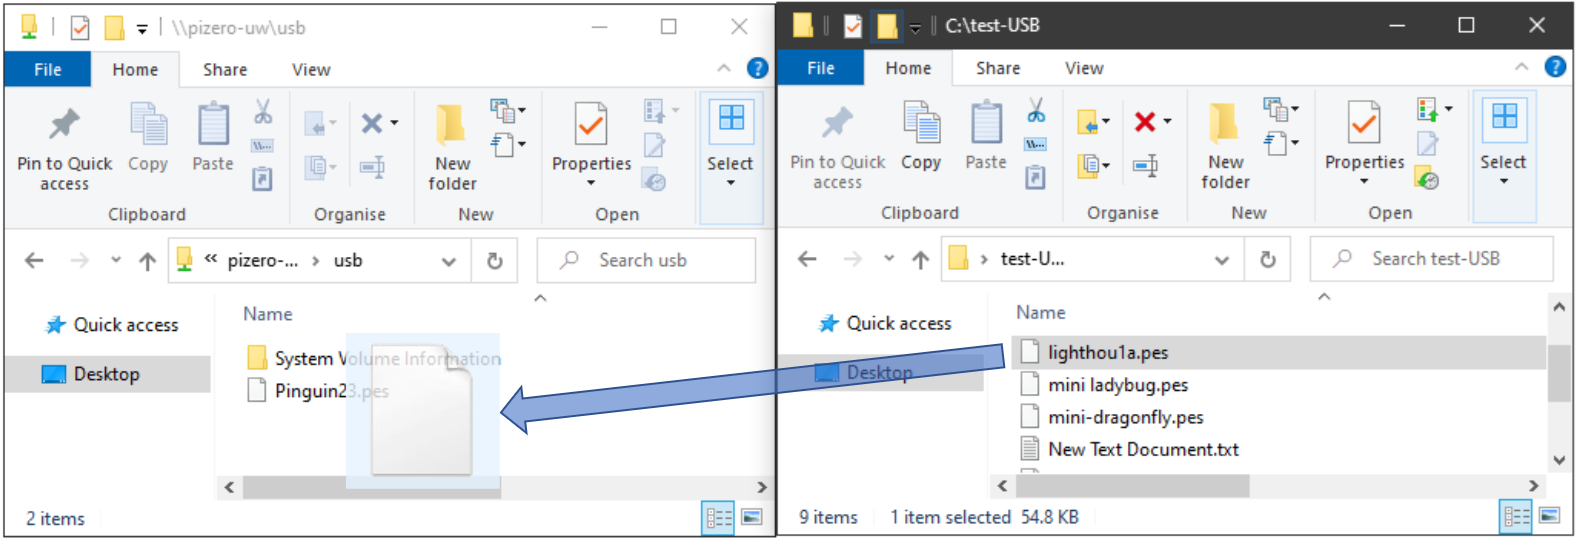 \\pizero-uw\usb
File Home Share View
Pin to Quick access
Copy
Paste
Clipboard
Organise
New folder
New
Properties
Open
Select
« pizero-... › usb
Search usb
Quick access
Desktop
Name
System Volume Information
Pinguin23.pes
2 items
C:\test-USB
File Home Share View
Pin to Quick access
Copy
Paste
Clipboard
Organise
New folder
New
Properties
Open
Select
› test-U...
Search test-USB
Quick access
Desktop
Name
lighthou1a.pes
mini ladybug.pes
mini-dragonfly.pes
New Text Document.txt
9 items 1 item selected 54.8 KB